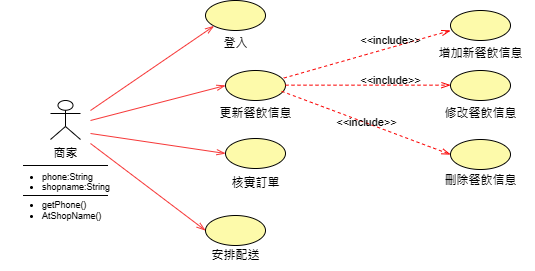 登入
<<include>>
增加新餐飲信息
<<include>>
更新餐飲信息
修改餐飲信息
<<include>>
商家
phone:String
shopname:String
getPhone()
AtShopName()
核實訂單
刪除餐飲信息
安排配送